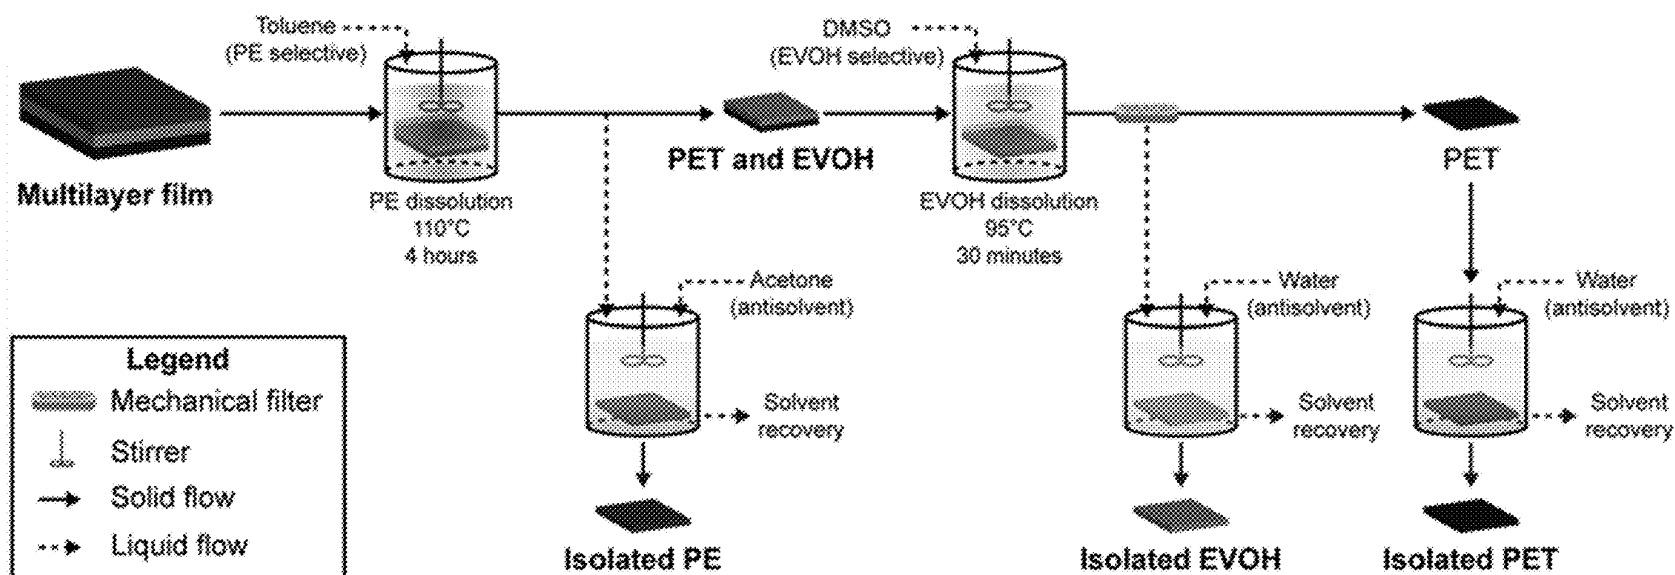 Toluene
(PE selective)
DMSO
(EVOH selective)
Multilayer film
PE dissolution
110°C
4 hours
PET and EVOH
EVOH dissolution
95°C
30 minutes
PET
Acetone
(antisolvent)
Water
(antisolvent)
Water
(antisolvent)
Solvent
recovery
Solvent
recovery
Solvent
recovery
Isolated PE
Isolated EVOH
Isolated PET
Legend
Mechanical filter
Stirrer
Solid flow
Liquid flow